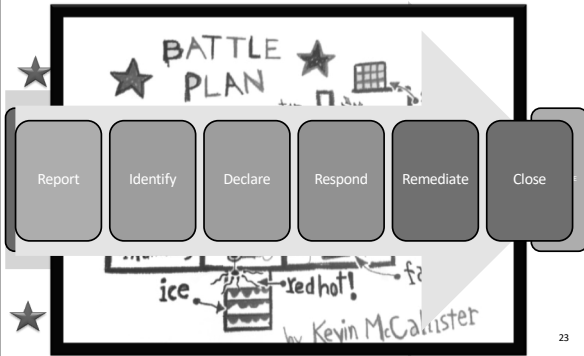 BATTLE
PLAN
Report Identify Declare Respond Remediate Close
ice
red hot!
by Kevin McCallister
23